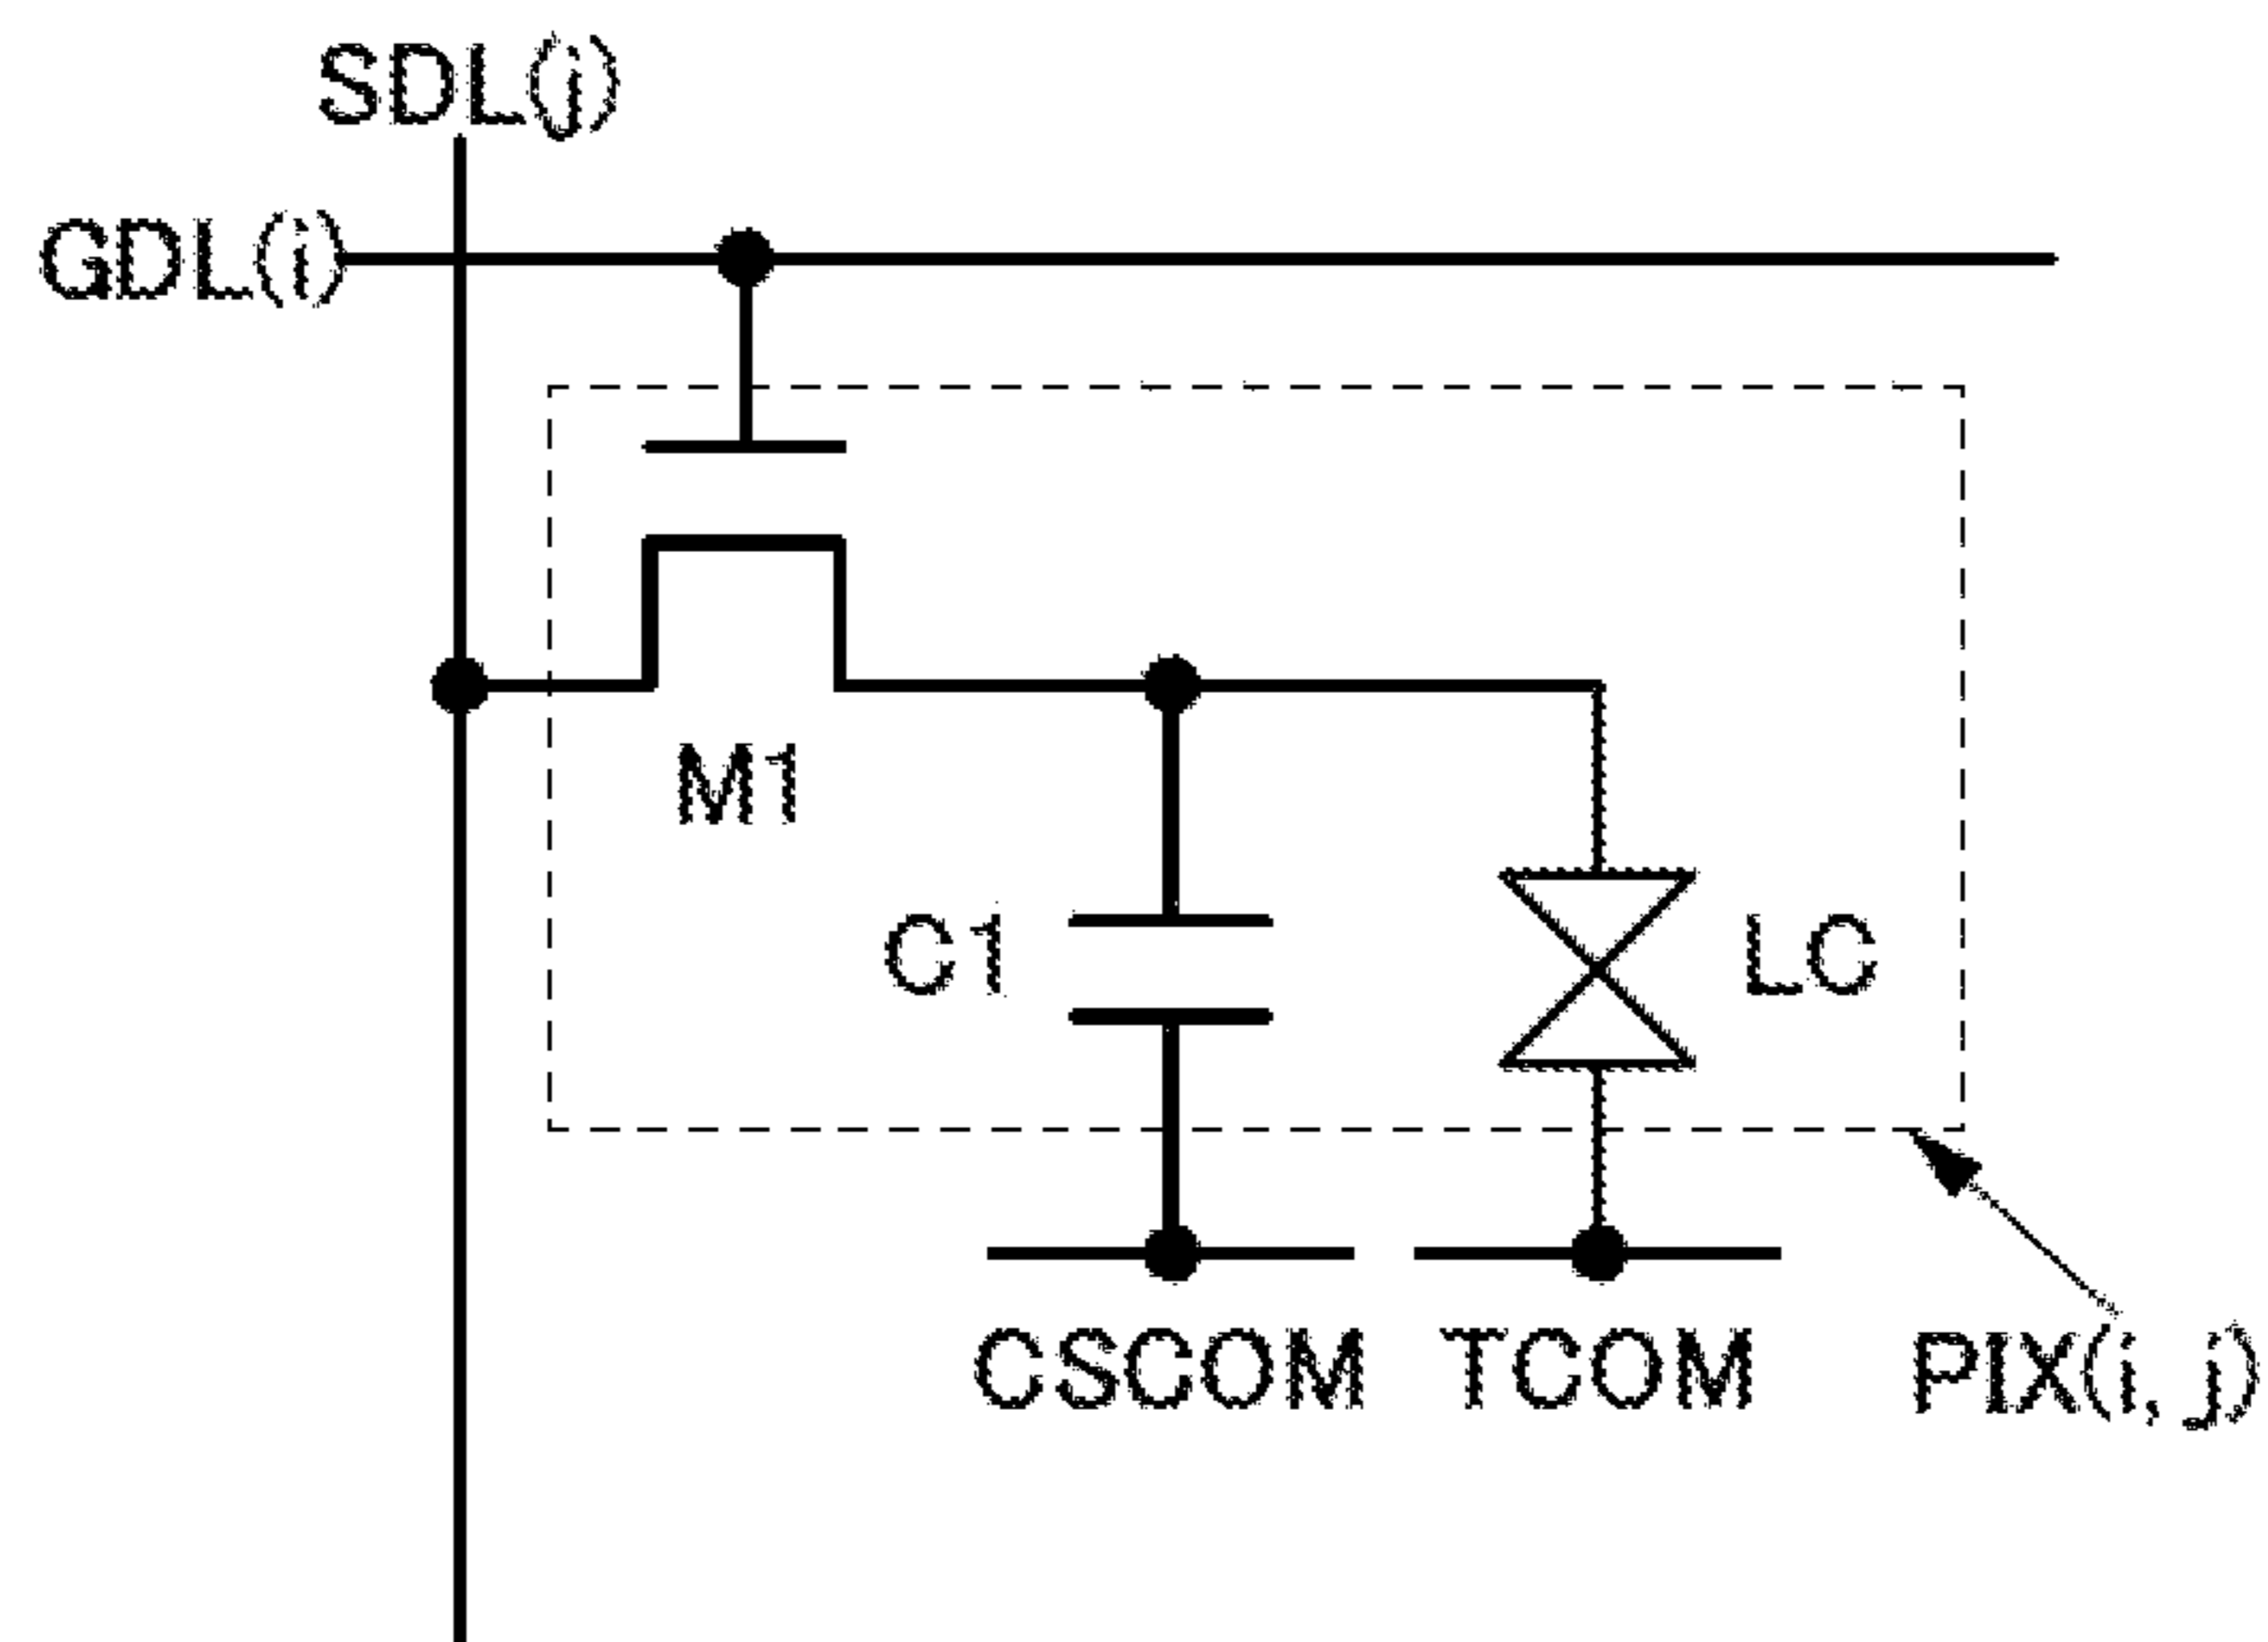 SDL(j)
GDL(i)
M1
C1
LC
CSCOM
TCOM
PIX(i, j)